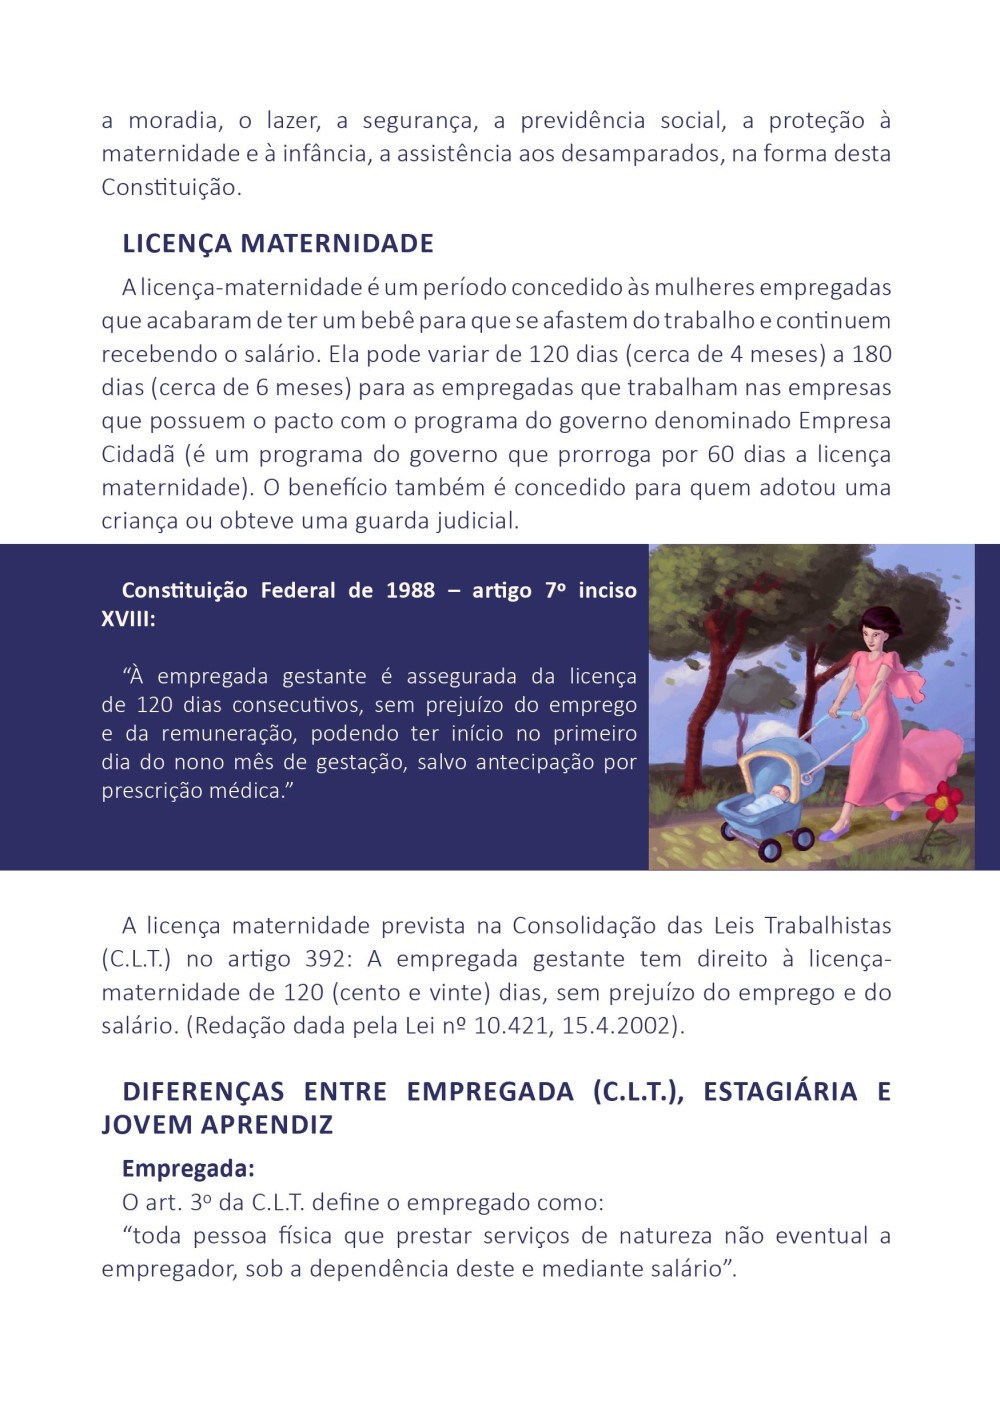 a moradia, o lazer, a segurança, a previdência social, a proteção à
maternidade e à infância, a assistência aos desamparados, na forma desta
Constituição.
LICENÇA MATERNIDADE
A licença-maternidade é um período concedido às mulheres empregadas
que acabaram de ter um bebê para que se afastem do trabalho e continuem
recebendo o salário. Ela pode variar de 120 dias (cerca de 4 meses) a 180
dias (cerca de 6 meses) para as empregadas que trabalham nas empresas
que possuem o pacto com o programa do governo denominado Empresa
Cidadã (é um programa do governo que prorroga por 60 dias a licença
maternidade). O benefício também é concedido para quem adotou uma
criança ou obteve uma guarda judicial.
Constituição Federal de 1988 – artigo 7º inciso
XVIII:
“À empregada gestante é assegurada da licença
de 120 dias consecutivos, sem prejuízo do emprego
e da remuneração, podendo ter início no primeiro
dia do nono mês de gestação, salvo antecipação por
prescrição médica.”
A licença maternidade prevista na Consolidação das Leis Trabalhistas
(C.L.T.) no artigo 392: A empregada gestante tem direito à licença-
maternidade de 120 (cento e vinte) dias, sem prejuízo do emprego e do
salário. (Redação dada pela Lei nº 10.421, 15.4.2002).
DIFERENÇAS ENTRE EMPREGADA (C.L.T.), ESTAGIÁRIA E
JOVEM APRENDIZ
Empregada:
O art. 3º da C.L.T. define o empregado como:
“toda pessoa física que prestar serviços de natureza não eventual a
empregador, sob a dependência deste e mediante salário”.